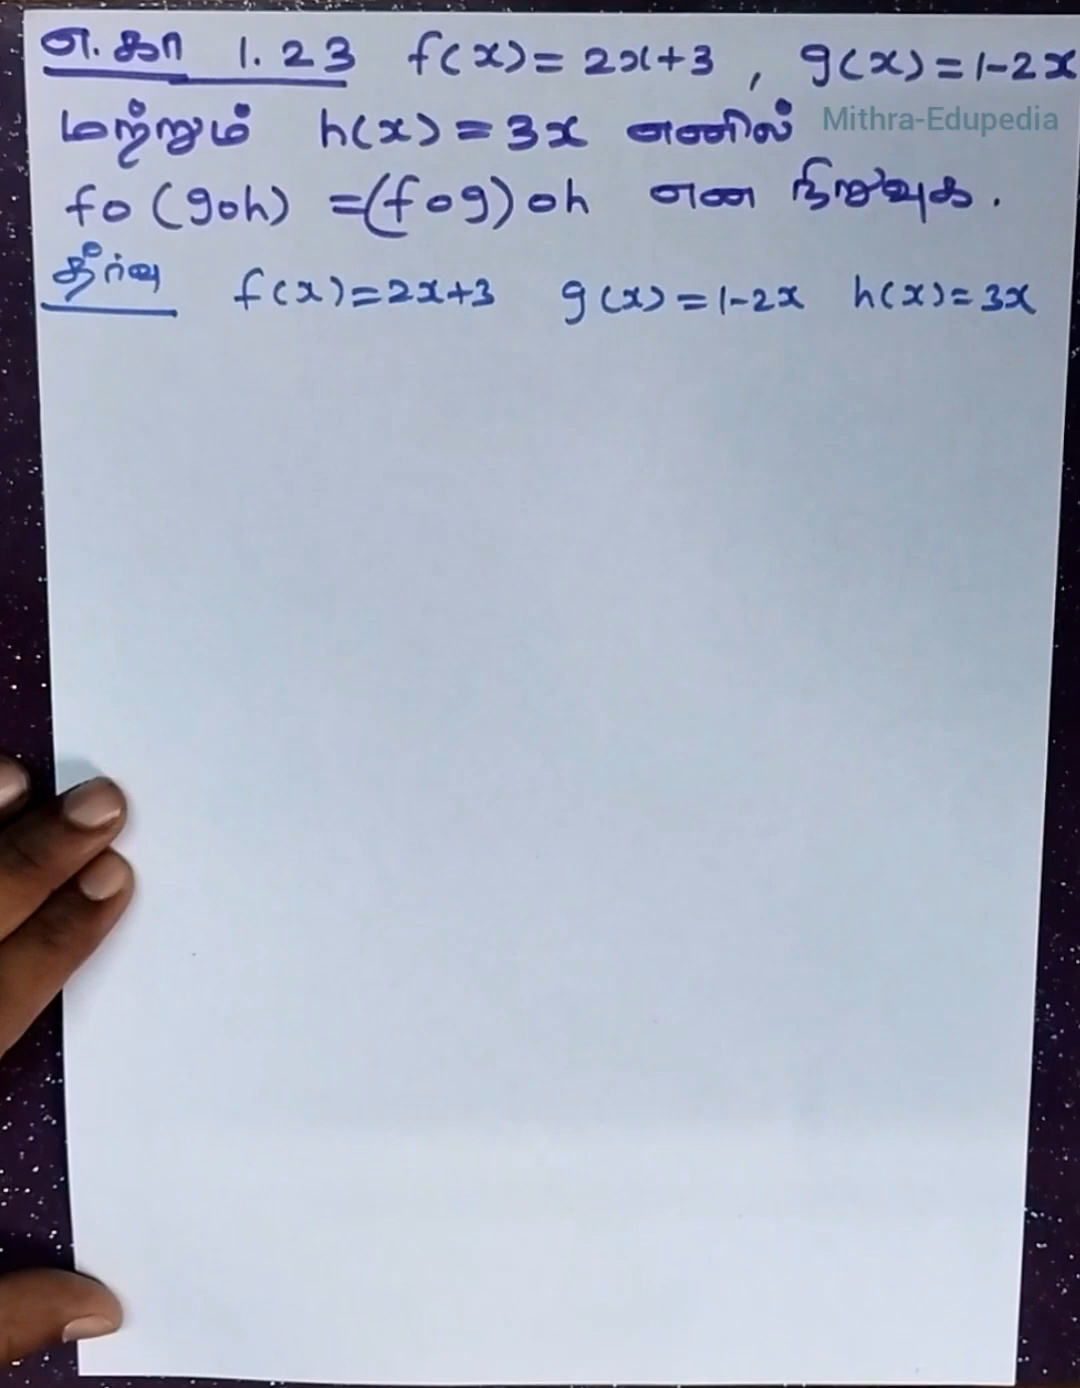 எ.கா 1.23 f(x)=2x+3, g(x)=1-2x
மற்றும் h(x)=3x எனில் Mithra-Edupedia
fo(goh) =(fog)oh என நிறுவுக.
தீர்வு f(x)=2x+3 g(x)=1-2x h(x)=3x